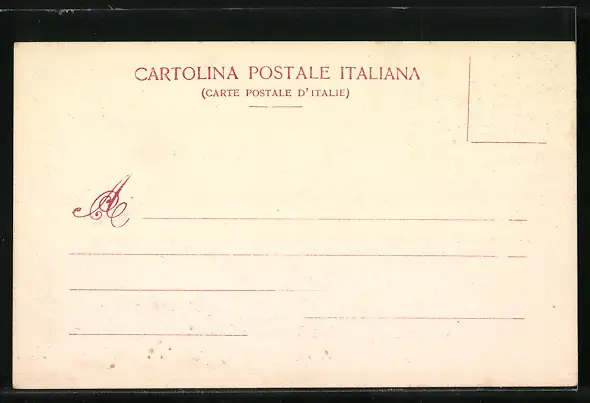 CARTOLINA POSTALE ITALIANA
(CARTE POSTALE D'ITALIE)
A